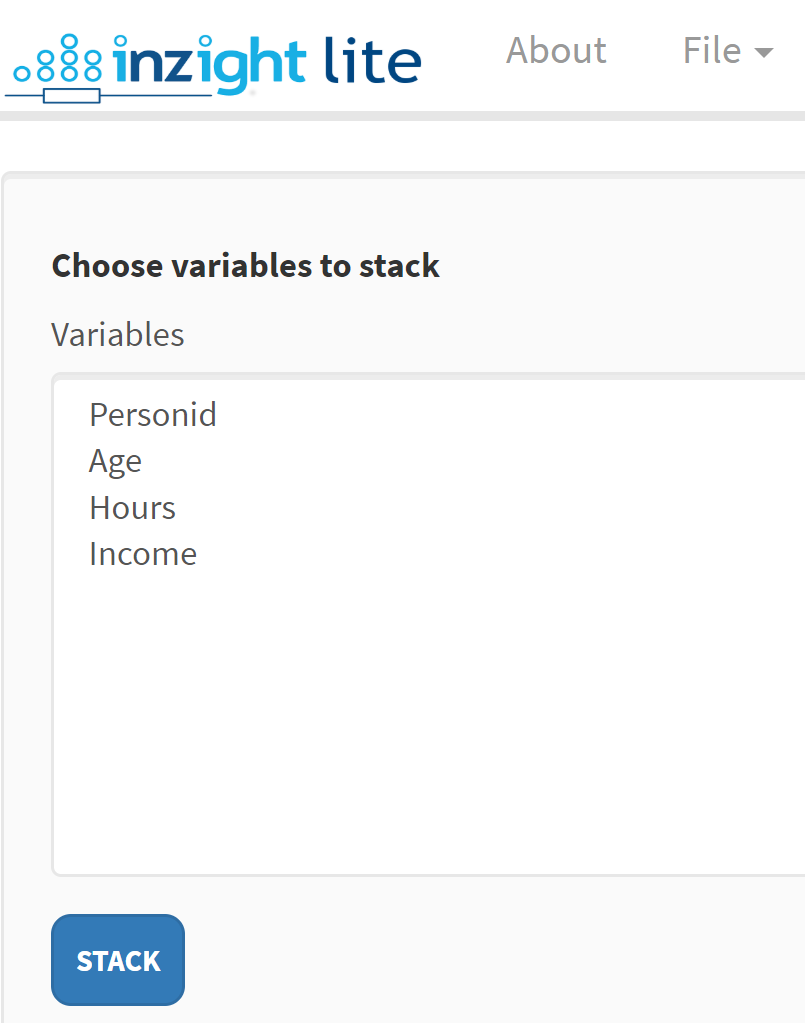 inzight lite About File
Choose variables to stack
Variables
Personid
Age
Hours
Income
STACK